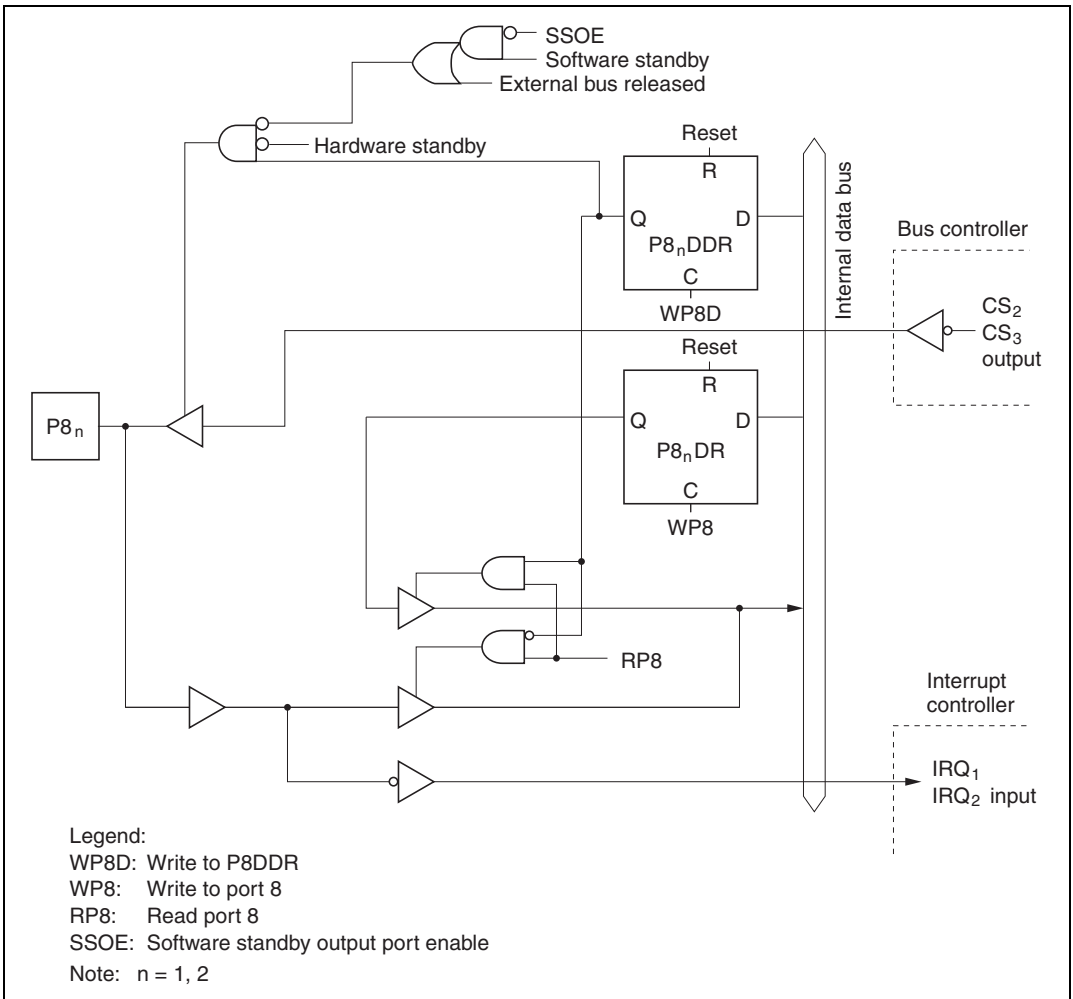 SSOE
Software standby
External bus released
Hardware standby
Reset
R
Q
D
P8nDDR
C
WP8D
Internal data bus
Bus controller
CS2
CS3
output
Reset
R
Q
D
P8nDR
C
WP8
P8n
RP8
Interrupt
controller
IRQ1
IRQ2 input
Legend:
WP8D: Write to P8DDR
WP8: Write to port 8
RP8: Read port 8
SSOE: Software standby output port enable
Note: n = 1, 2